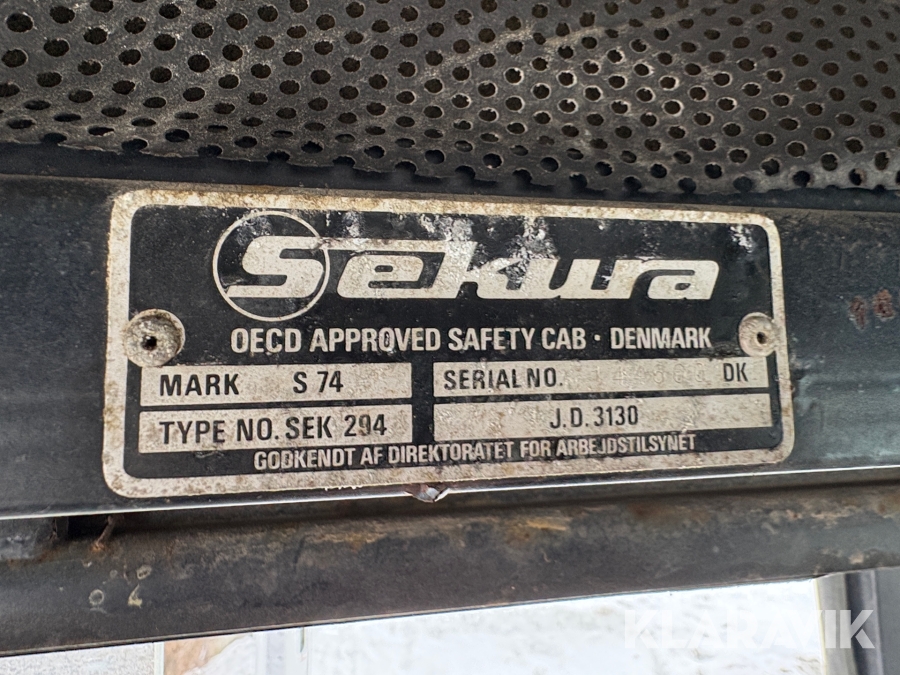 Sekura
OECD APPROVED SAFETY CAB · DENMARK
MARK S 74
SERIAL NO. DK
TYPE NO. SEK 294
J.D. 3130
GODKENDT AF DIREKTORATET FOR ARBEJDSTILSYNET
KLARAVIK